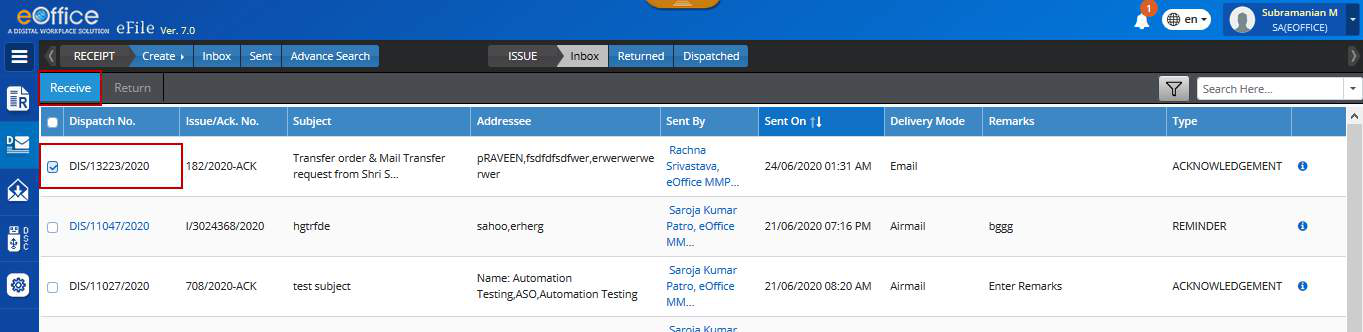 eOffice
A DIGITAL WORKPLACE SOLUTION
eFile Ver. 7.0
1
en
Subramanian M
SA(EOFFICE)
RECEIPT Create Inbox Sent Advance Search ISSUE Inbox Returned Dispatched
Receive Return Search Here...
Dispatch No. Issue/Ack. No. Subject Addressee Sent By Sent On Delivery Mode Remarks Type
DIS/13223/2020 182/2020-ACK Transfer order & Mail Transfer request from Shri S... pRAVEEN,fsdfdfsdfwer,erwerwerwe rwer Rachna Srivastava, eOffice MMP... 24/06/2020 01:31 AM Email ACKNOWLEDGEMENT
DIS/11047/2020 I/3024368/2020 hgtrfde sahoo,erherg Saroja Kumar Patro, eOffice MM... 21/06/2020 07:16 PM Airmail bggg REMINDER
DIS/11027/2020 708/2020-ACK test subject Name: Automation Testing,ASO,Automation Testing Saroja Kumar Patro, eOffice MM... 21/06/2020 08:20 AM Airmail Enter Remarks ACKNOWLEDGEMENT
Saroja Kumar
R
D
DSC